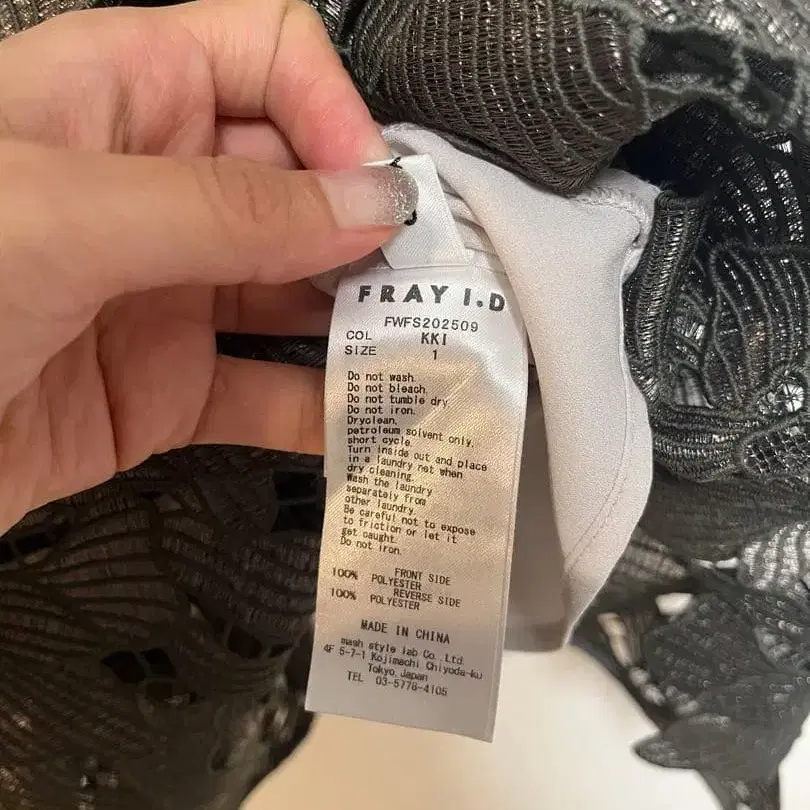 FRAY I.D
FWFS202509
COL KKI
SIZE 1
Do not wash.
Do not bleach.
Do not tumble dry.
Do not iron.
Dryclean,
petroleum solvent only,
short cycle.
Turn inside out and place
in a laundry net when
dry cleaning.
Wash the laundry
separately from
other laundry.
Be careful not to expose
to friction or let it
get caught.
Do not iron.
FRONT SIDE
100% POLYESTER
REVERSE SIDE
100% POLYESTER
MADE IN CHINA
mash style lab Co., Ltd.
4F 5-7-1 Kojimachi Chiyoda-ku
Tokyo, Japan
TEL 03-5778-4105